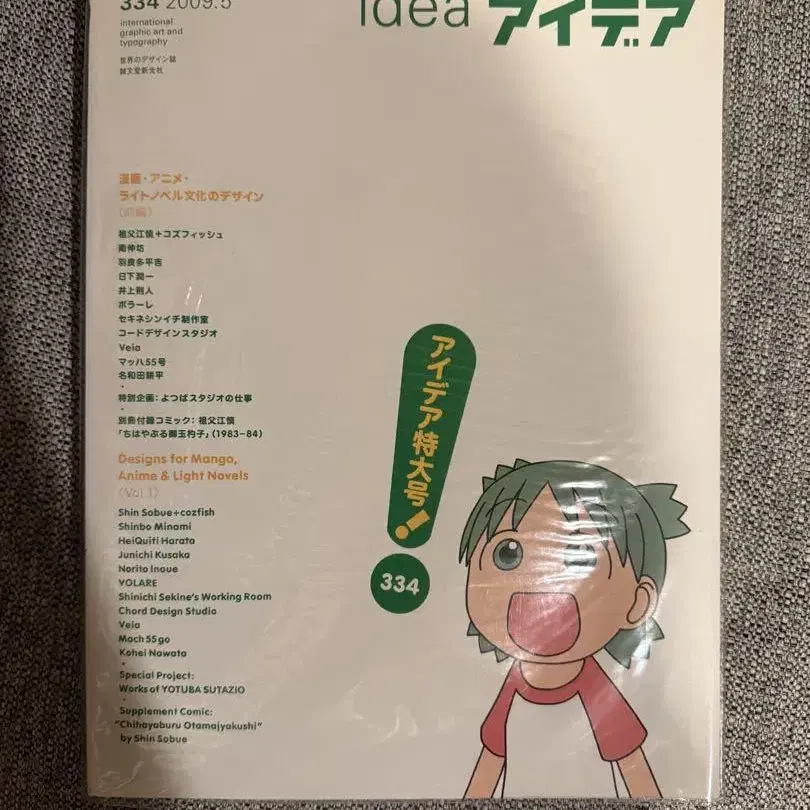 334 2009.5
international
graphic art and
typography
世界のデザイン誌
誠文堂新光社
idea アイデア
漫画・アニメ・
ライトノベル文化のデザイン
〈前編〉
祖父江慎+コズフィッシュ
南伸坊
羽良多平吉
日下潤一
井上則人
ボラーレ
セキネシンイチ制作室
コードデザインスタジオ
Veia
マッハ55号
名和田耕平
・
特別企画：よつばスタジオの仕事
・
別冊付録コミック：祖父江慎
「ちはやぶる御玉杓子」(1983-84)
Designs for Manga,
Anime & Light Novels
〈Vol.1〉
Shin Sobue+cozfish
Shinbo Minami
HeiQuiti Harata
Junichi Kusaka
Norito Inoue
VOLARE
Shinichi Sekine's Working Room
Chord Design Studio
Veia
Mach 55 go
Kohei Nawata
・
Special Project:
Works of YOTUBA SUTAZIO
・
Supplement Comic:
"Chihayaburu Otamajyakushi"
by Shin Sobue
アイデア特大号!
334